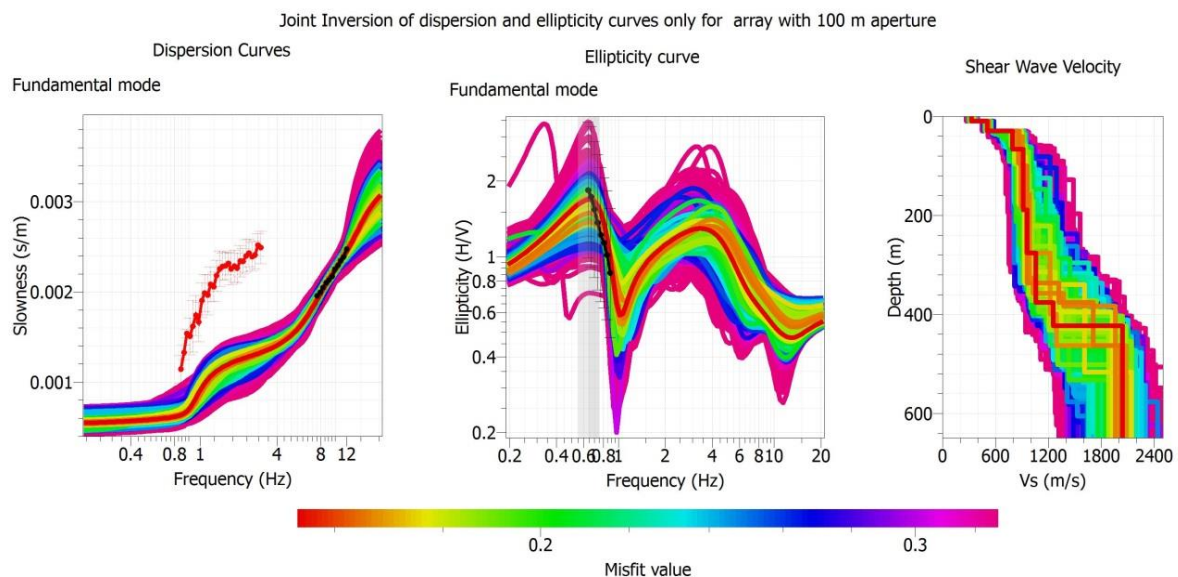 Joint Inversion of dispersion and ellipticity curves only for array with 100 m aperture
Dispersion Curves
Fundamental mode
Slowness (s/m)
0.003
0.002
0.001
0.4 0.8 1 4 8 12
Frequency (Hz)
Ellipticity curve
Fundamental mode
Ellipticity (H/V)
2
1
0.8
0.6
0.4
0.2
0.2 0.4 0.6 0.8 1 2 4 6 8 10 20
Frequency (Hz)
Shear Wave Velocity
Depth (m)
0
200
400
600
0 600 1200 1800 2400
Vs (m/s)
0.2 0.3
Misfit value